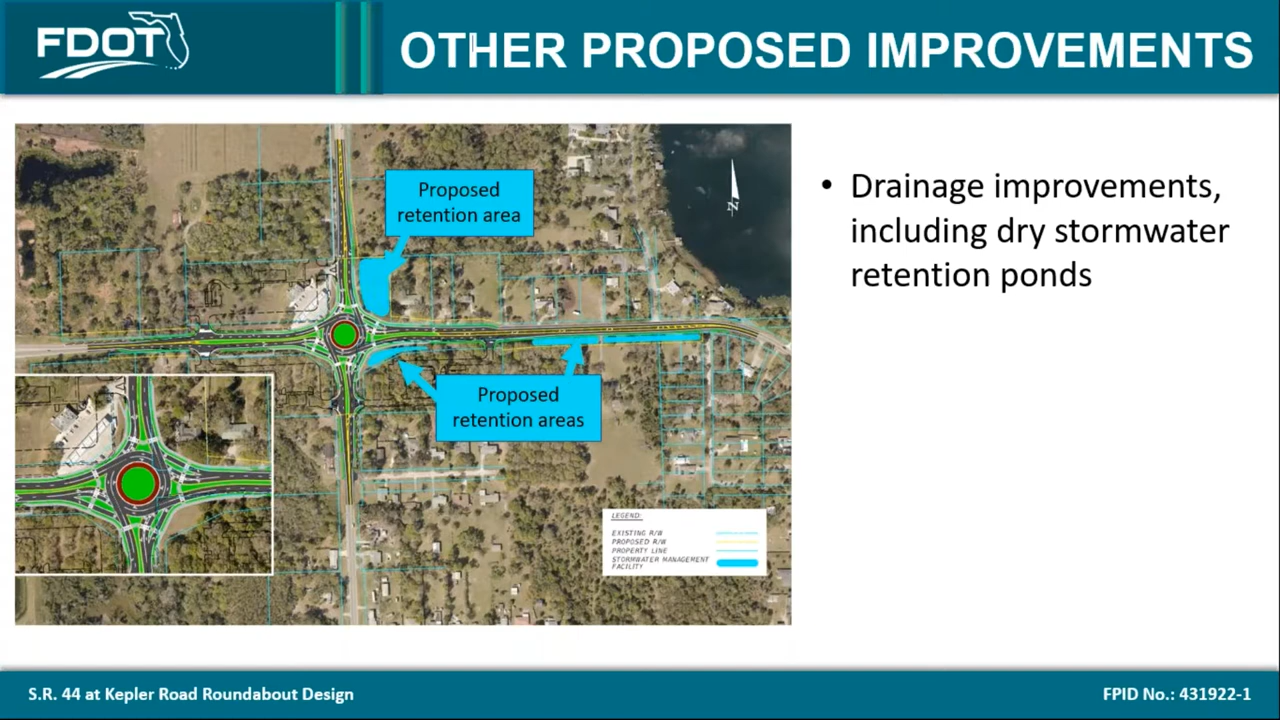 FDOT
OTHER PROPOSED IMPROVEMENTS
Proposed
retention area
Proposed
retention areas
N
LEGEND:
EXISTING R/W
PROPOSED R/W
PROPERTY LINE
STORMWATER MANAGEMENT
FACILITY
• Drainage improvements,
including dry stormwater
retention ponds
S.R. 44 at Kepler Road Roundabout Design
FPID No.: 431922-1